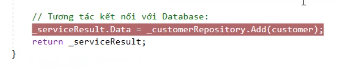 // Tương tác kết nối với Database:
_serviceResult.Data = _customerRepository.Add(customer);
return _serviceResult;
}